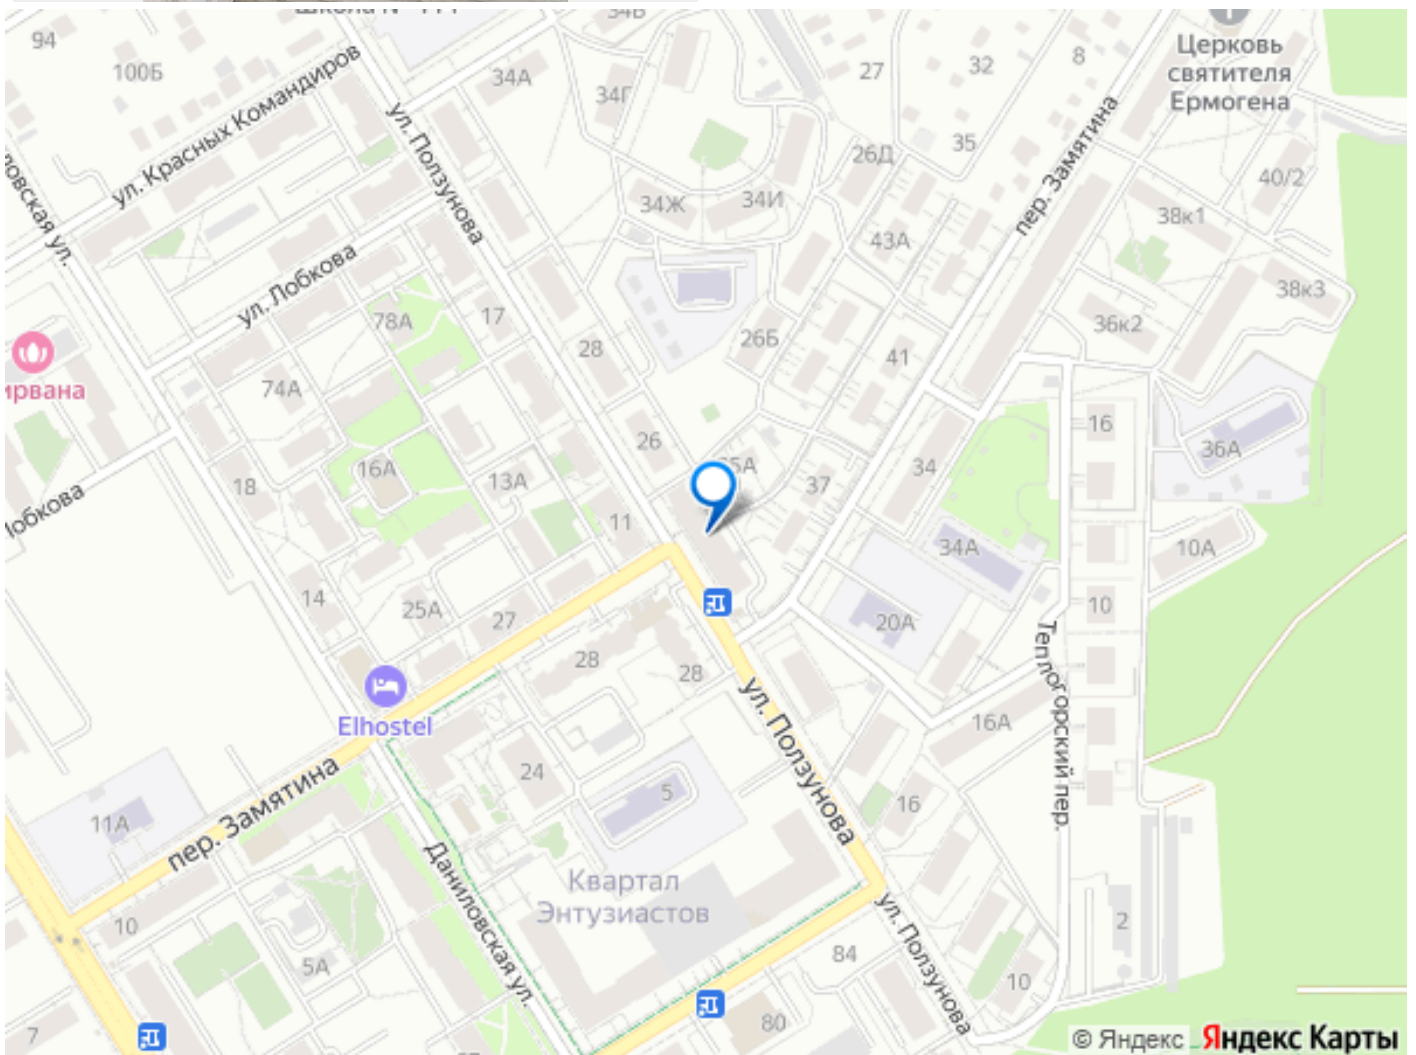 94
100Б
34В
34А
34Г
27
32
8
Церковь
святителя
Ермогена
ул. Красных Командиров
ул. Ползунова
26Д
35
пер. Замятина
40/2
34Ж
34И
38к1
43А
ул. Лобкова
38к3
78А
17
28
26Б
41
36к2
74А
26
16
36А
16А
18
13А
34
37
11
34А
10А
14
25А
27
20А
10
28
28
Elhostel
ул. Ползунова
16А
Теплогорский пер.
24
5
16
11А
пер. Замятина
Даниловская ул.
Квартал
Энтузиастов
10
2
ул. Ползунова
84
5А
10
7
80
© Яндекс
Яндекс Карты